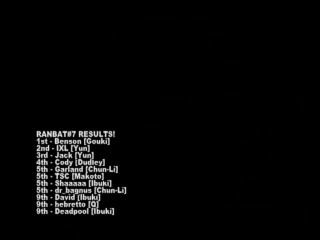 RANBAT#7 RESULTS!
1st - Benson [Gouki]
2nd - IXL [Yun]
3rd - Jack [Yun]
4th - Cody [Dudley]
5th - Garland [Chun-Li]
5th - TSC [Makoto]
5th - Shaaaaa [Ibuki]
5th - dr_bagnus [Chun-Li]
9th - David [Ibuki]
9th - hebretto [Q]
9th - Deadpool [Ibuki]